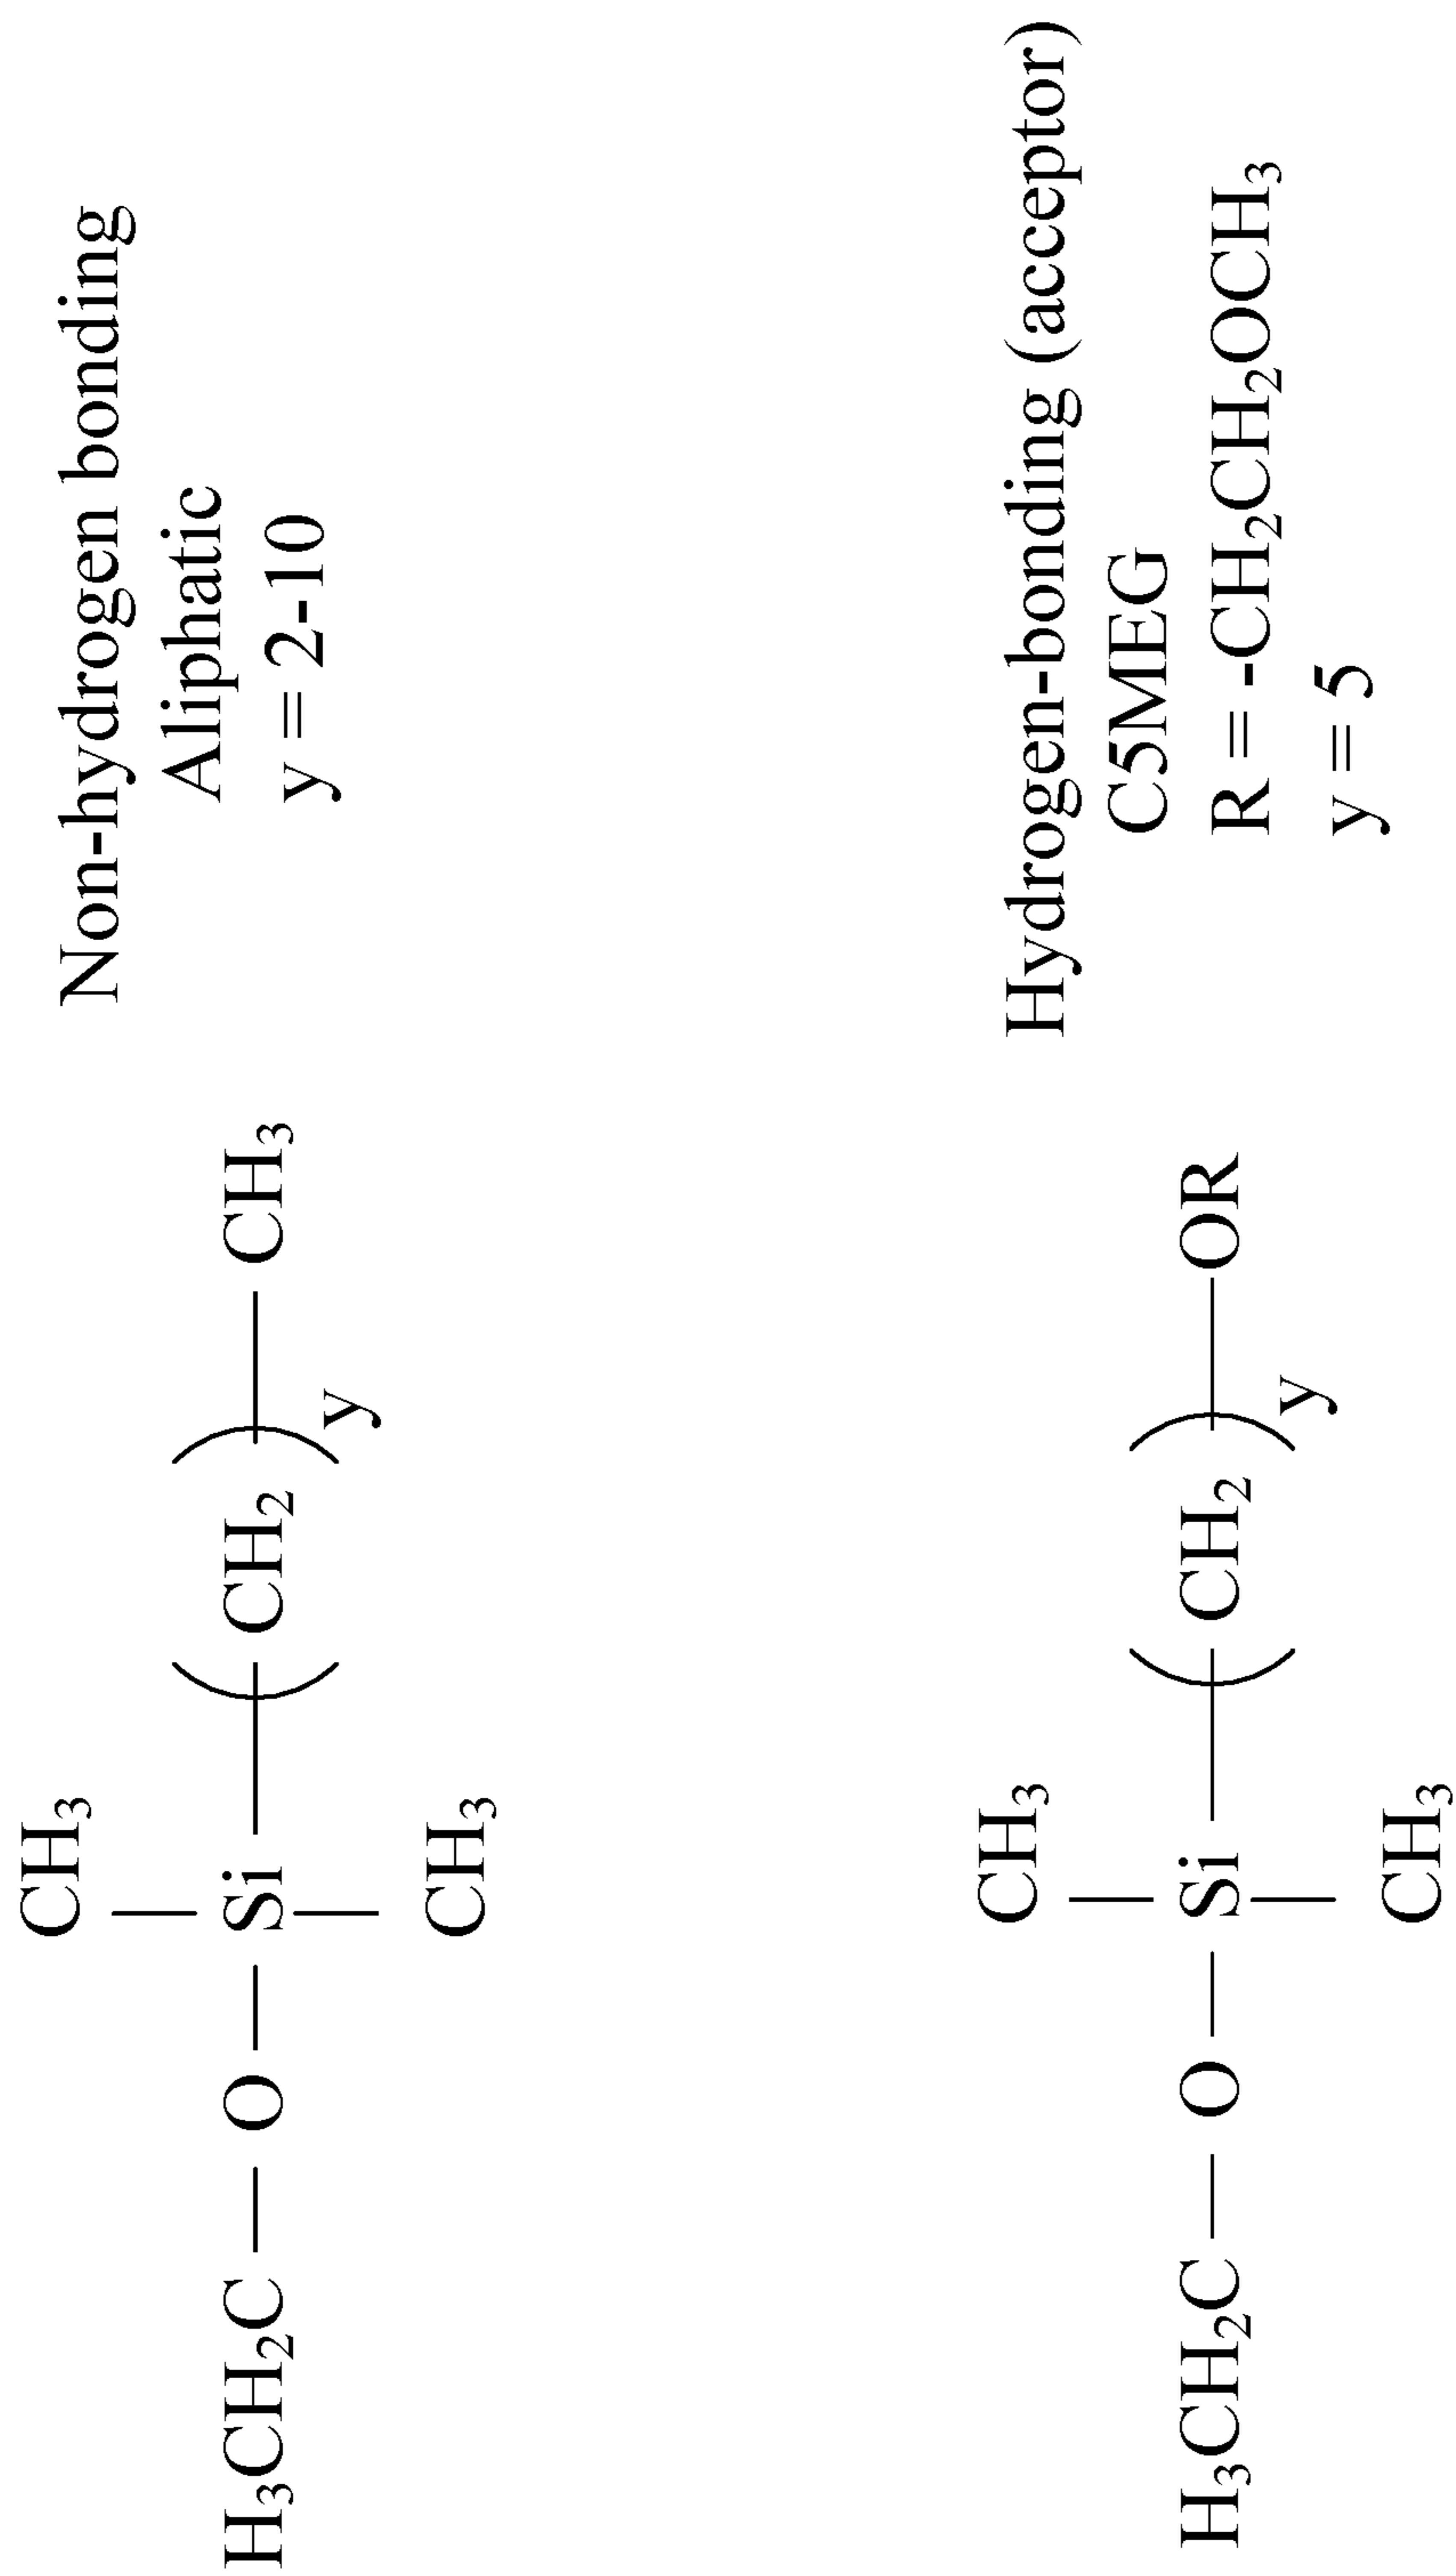 CH₃
H₃CH₂C — O — Si — ( CH₂ )y — CH₃
CH₃
Non-hydrogen bonding
Aliphatic
y = 2-10
CH₃
H₃CH₂C — O — Si — ( CH₂ )y — OR
CH₃
Hydrogen-bonding (acceptor)
C5MEG
R = -CH₂CH₂OCH₃
y = 5